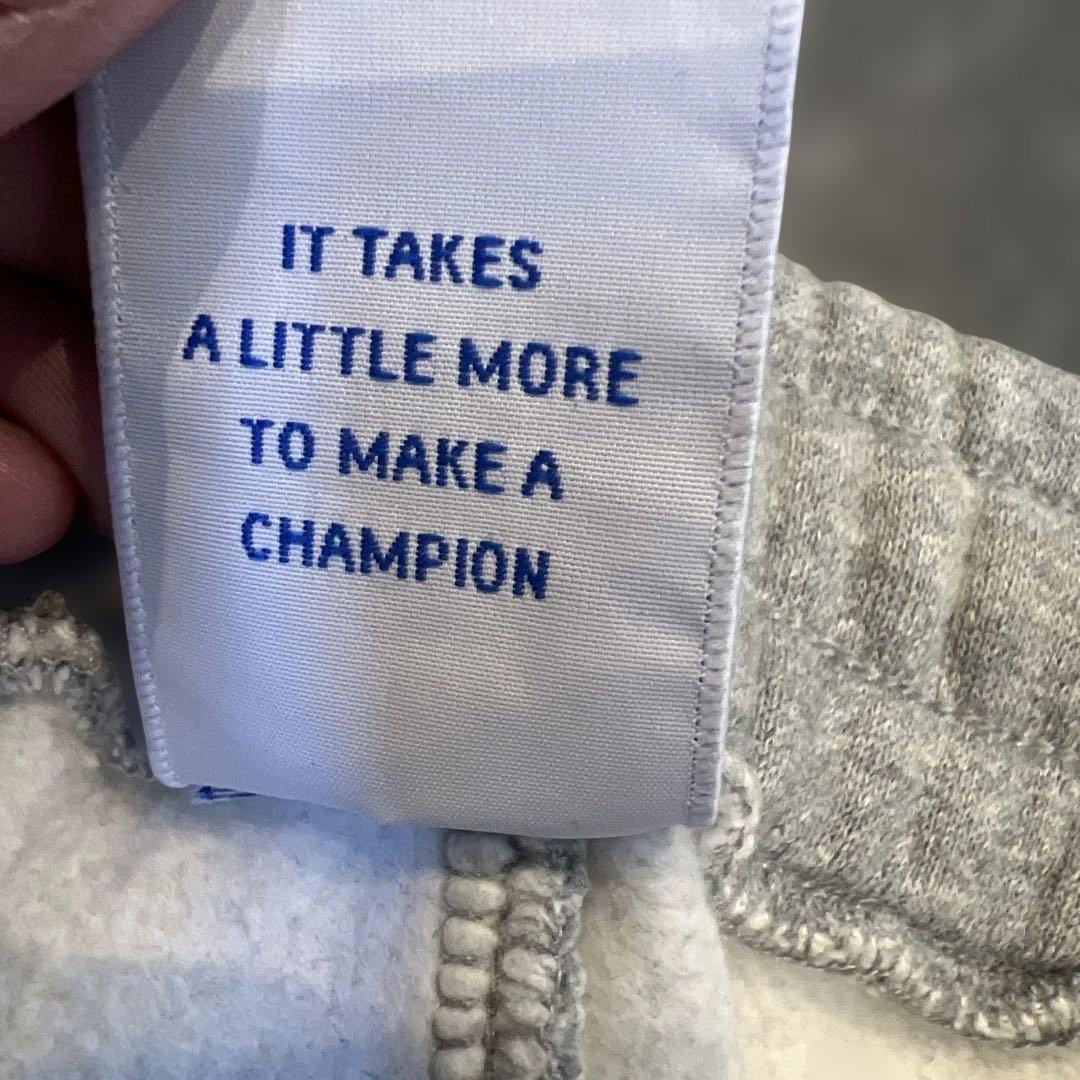 IT TAKES
A LITTLE MORE
TO MAKE A
CHAMPION